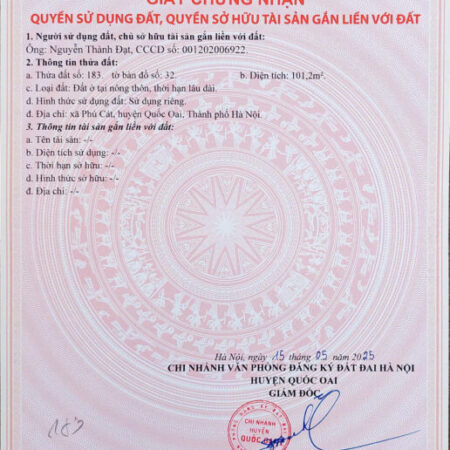 GIẤY CHỨNG NHẬN
QUYỀN SỬ DỤNG ĐẤT, QUYỀN SỞ HỮU TÀI SẢN GẮN LIỀN VỚI ĐẤT
1. Người sử dụng đất, chủ sở hữu tài sản gắn liền với đất:
Ông: Nguyễn Thành Đạt, CCCD số: 001202006922.
2. Thông tin thửa đất:
a. Thửa đất số: 183. tờ bản đồ số: 32. b. Diện tích: 101,2m².
c. Loại đất: Đất ở tại nông thôn, thời hạn lâu dài.
d. Hình thức sử dụng đất: Sử dụng riêng.
đ. Địa chỉ: xã Phú Cát, huyện Quốc Oai, Thành phố Hà Nội.
3. Thông tin tài sản gắn liền với đất:
a. Tên tài sản: -/-
b. Diện tích sử dụng: -/-
c. Thời hạn sở hữu: -/-
d. Hình thức sở hữu: -/-
đ. Địa chỉ: -/-
Hà Nội, ngày 15 tháng 05 năm 2025
CHI NHÁNH VĂN PHÒNG ĐĂNG KÝ ĐẤT ĐAI HÀ NỘI
HUYỆN QUỐC OAI
GIÁM ĐỐC
CHI NHÁNH
HUYỆN
QUỐC OAI
183